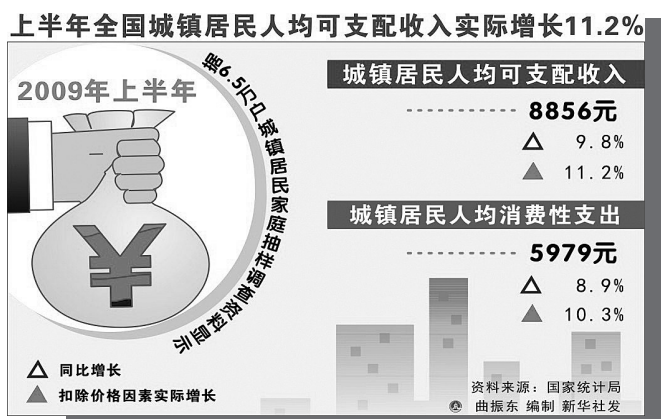 上半年全国城镇居民人均可支配收入实际增长11.2%
2009年上半年
据6.5万户城镇居民家庭抽样调查资料显示
¥
城镇居民人均可支配收入
8856元
△ 9.8%
▲ 11.2%
城镇居民人均消费性支出
5979元
△ 8.9%
▲ 10.3%
△ 同比增长
▲ 扣除价格因素实际增长
资料来源：国家统计局
曲振东 编制 新华社发